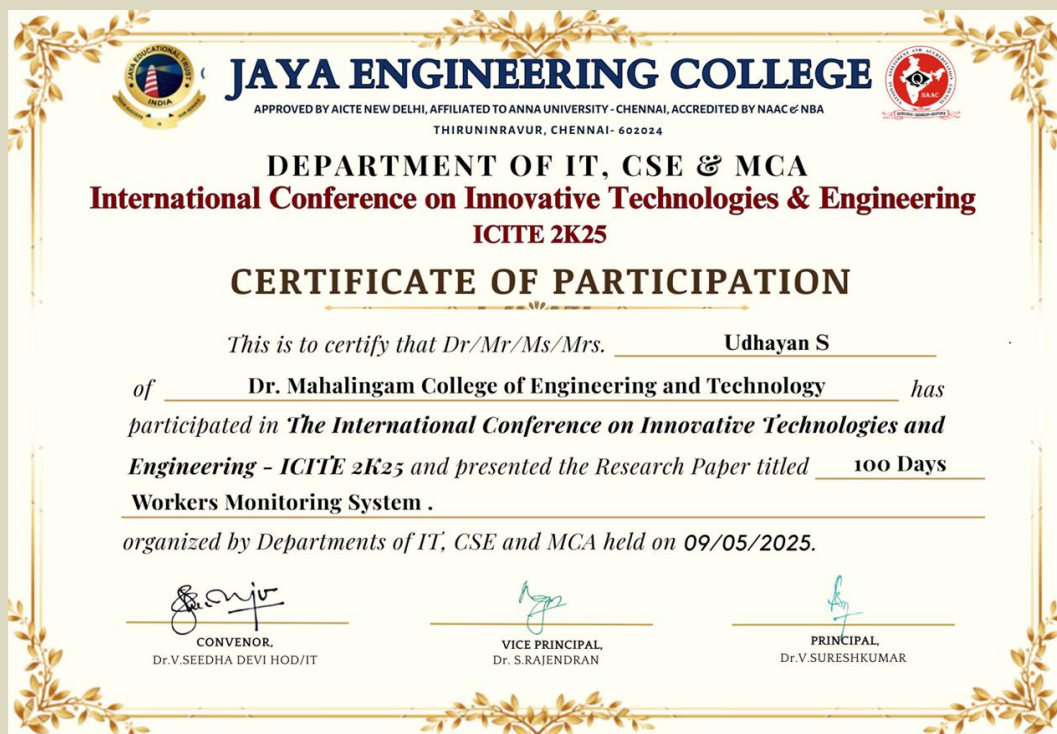 JAYA EDUCATIONAL TRUST
INDIA
JAYA ENGINEERING COLLEGE
APPROVED BY AICTE NEW DELHI, AFFILIATED TO ANNA UNIVERSITY - CHENNAI, ACCREDITED BY NAAC & NBA
THIRUNINRAVUR, CHENNAI- 602024
NAAC
DEPARTMENT OF IT, CSE & MCA
International Conference on Innovative Technologies & Engineering
ICITE 2K25
CERTIFICATE OF PARTICIPATION
This is to certify that Dr/Mr/Ms/Mrs. Udhayan S
of Dr. Mahalingam College of Engineering and Technology has
participated in The International Conference on Innovative Technologies and
Engineering - ICITE 2K25 and presented the Research Paper titled 100 Days
Workers Monitoring System .
organized by Departments of IT, CSE and MCA held on 09/05/2025.
CONVENOR,
Dr.V.SEEDHA DEVI HOD/IT
VICE PRINCIPAL,
Dr. S.RAJENDRAN
PRINCIPAL,
Dr.V.SURESHKUMAR